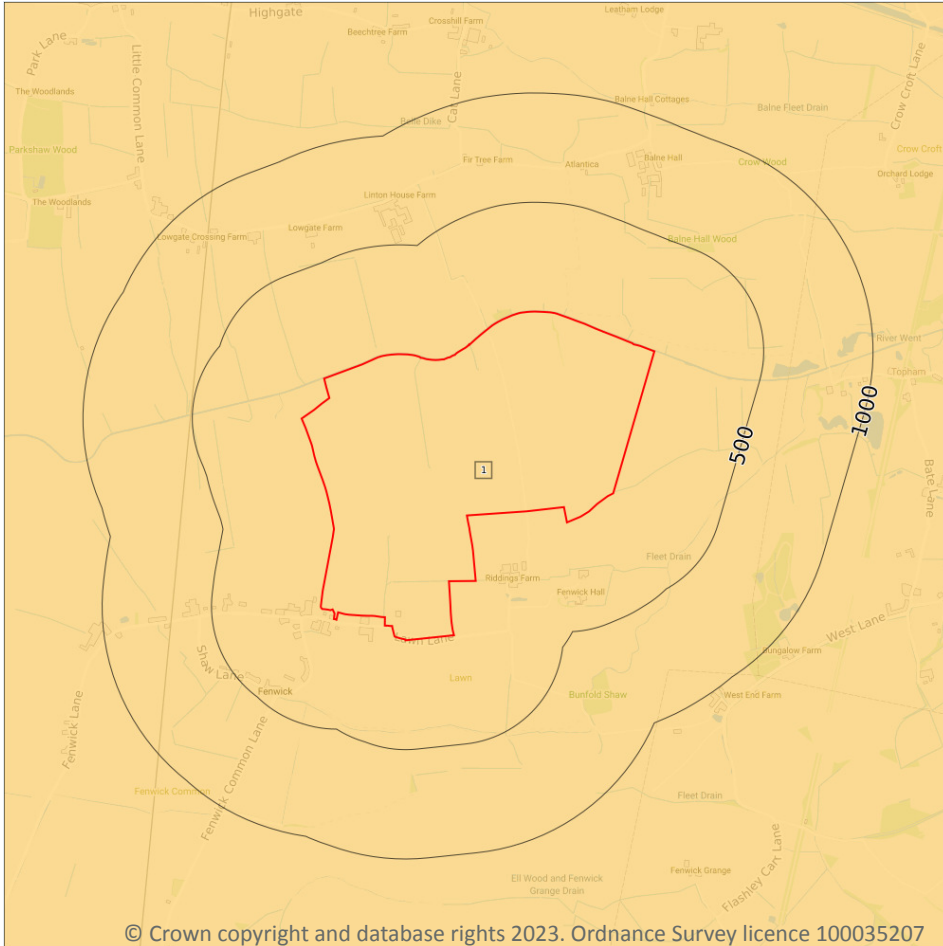 Highgate
Crosshill Farm
Leatham Lodge
Beechtree Farm
Park Lane
Little Common Lane
Crow Croft Lane
The Woodlands
Balne Hall Cottages
Balne Fleet Drain
Call Lane
Parkshaw Wood
Crow Croft
Fir Tree Farm
Atlantica
Balne Hall
Crow Wood
Orchard Lodge
Linton House Farm
The Woodlands
Lowgate Farm
Lowgate Crossing Farm
Balne Hall Wood
River Went
Topham
1000
500
1
Bate Lane
Fleet Drain
Riddings Farm
Fenwick Hall
West Lane
Lawn Lane
Bungalow Farm
Shaw Lane
Lawn
Fenwick
Bunfold Shaw
West End Farm
Fenwick Lane
Fenwick Common Lane
Fenwick Common
Fleet Drain
Flashley Carr Lane
Fenwick Grange
Ell Wood and Fenwick
Grange Drain
© Crown copyright and database rights 2023. Ordnance Survey licence 100035207